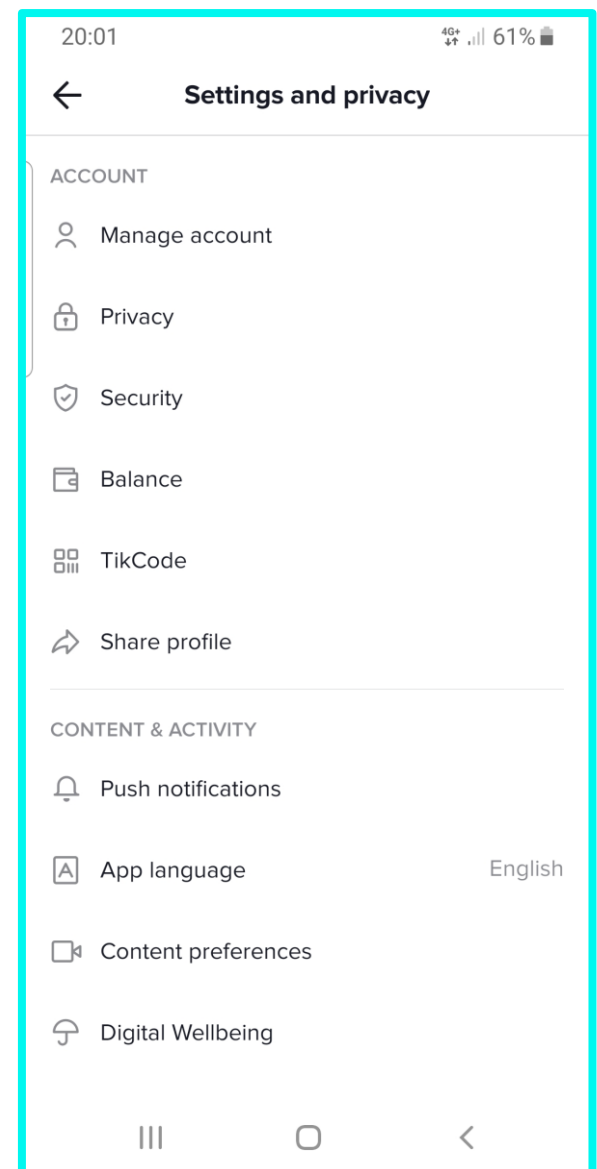 20:01 4G+ 61%
Settings and privacy
ACCOUNT
Manage account
Privacy
Security
Balance
TikCode
Share profile
CONTENT & ACTIVITY
Push notifications
App language English
Content preferences
Digital Wellbeing